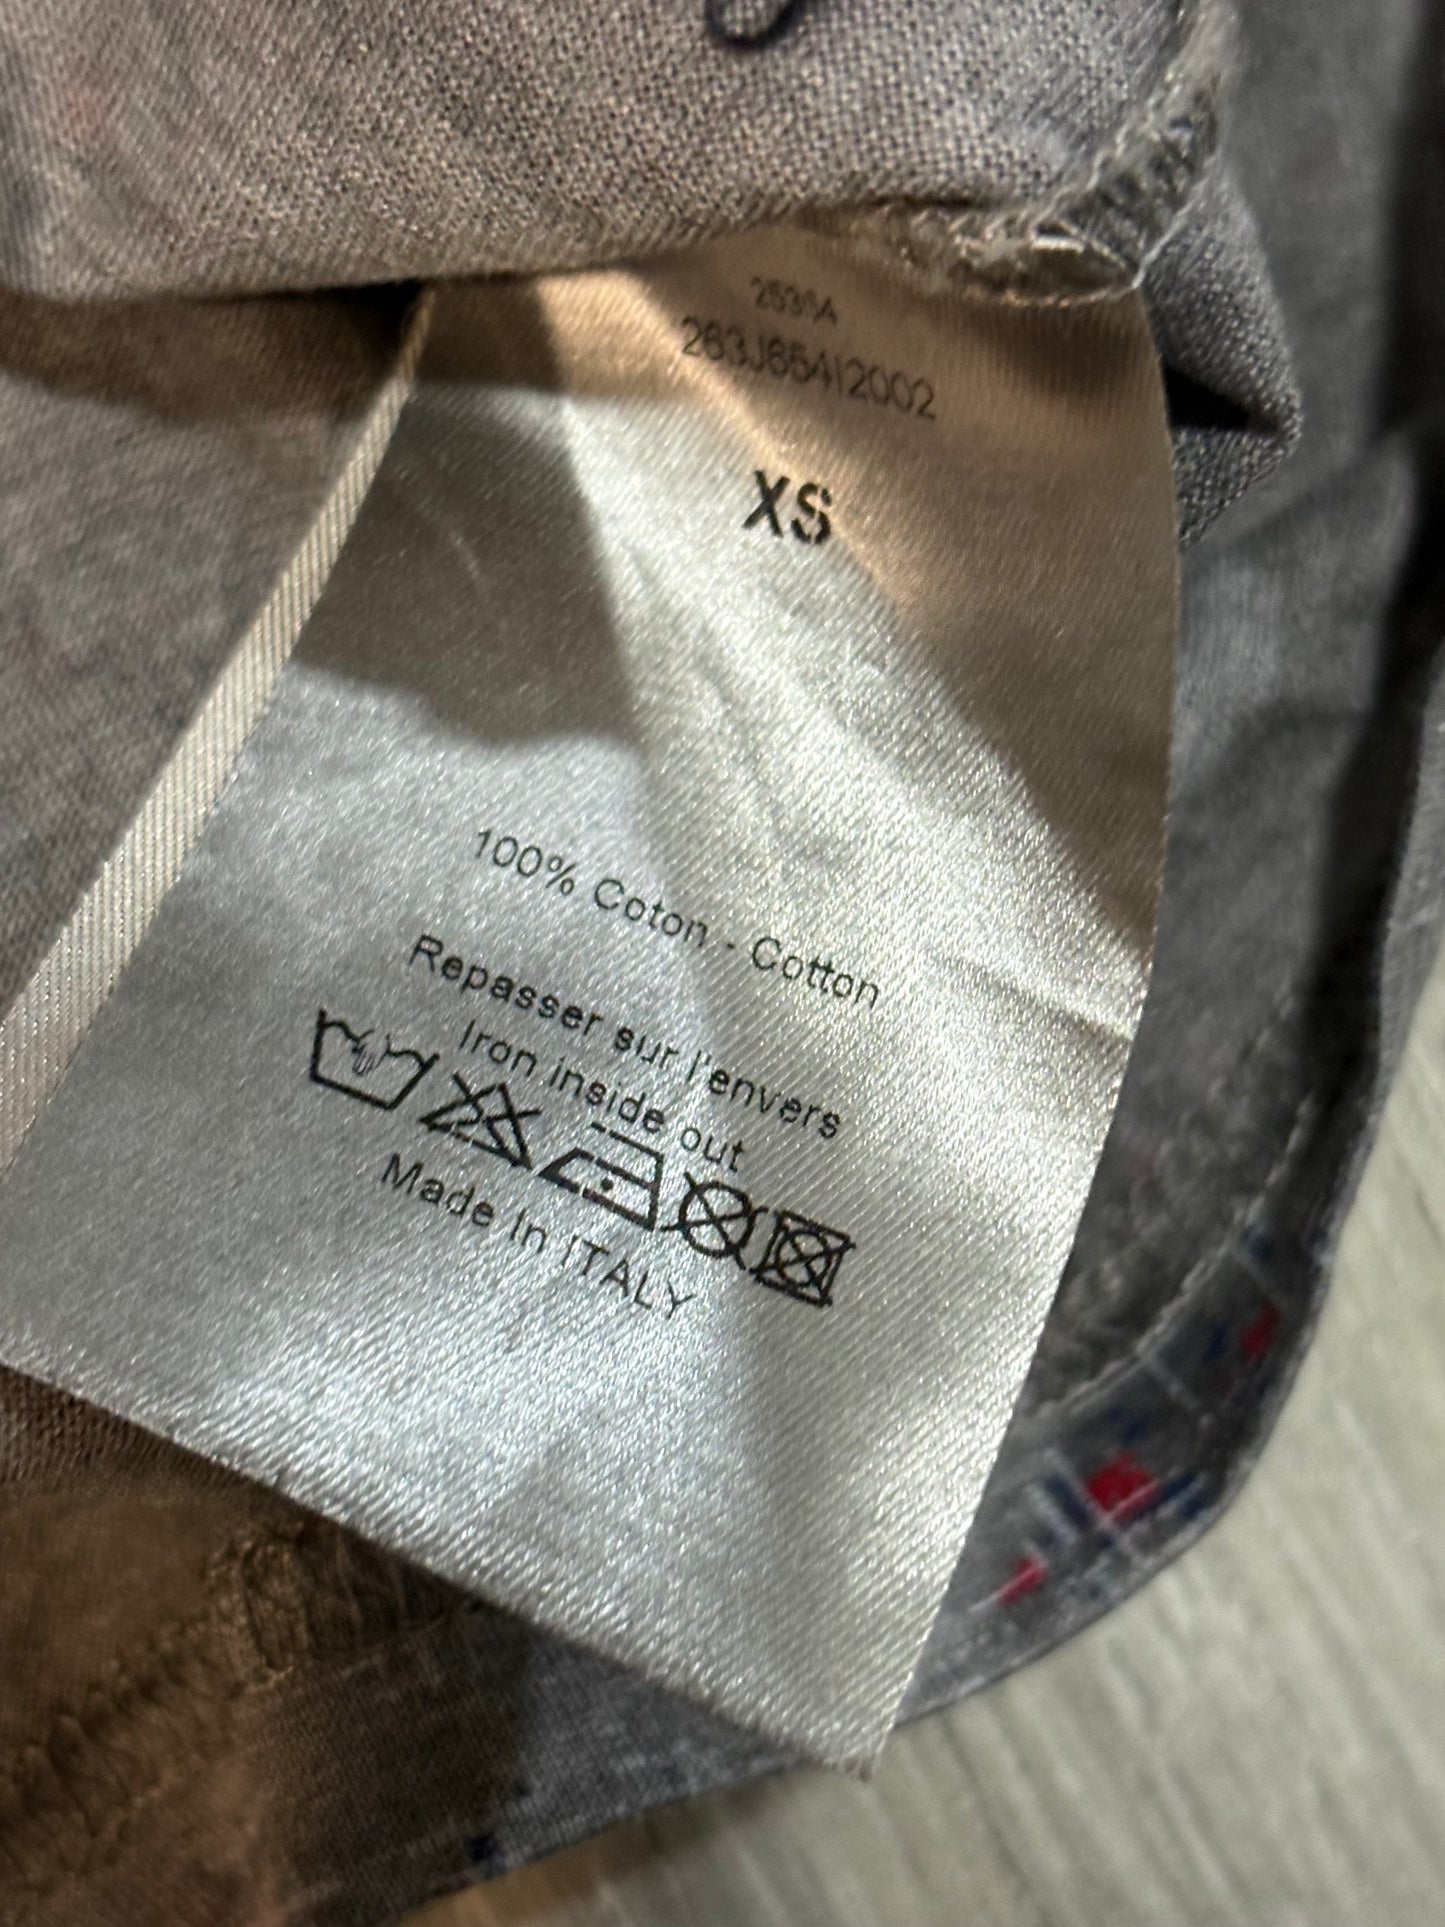 263J654I2002
XS
100% Coton - Cotton
Repasser sur l'envers
Iron inside out
Made In ITALY